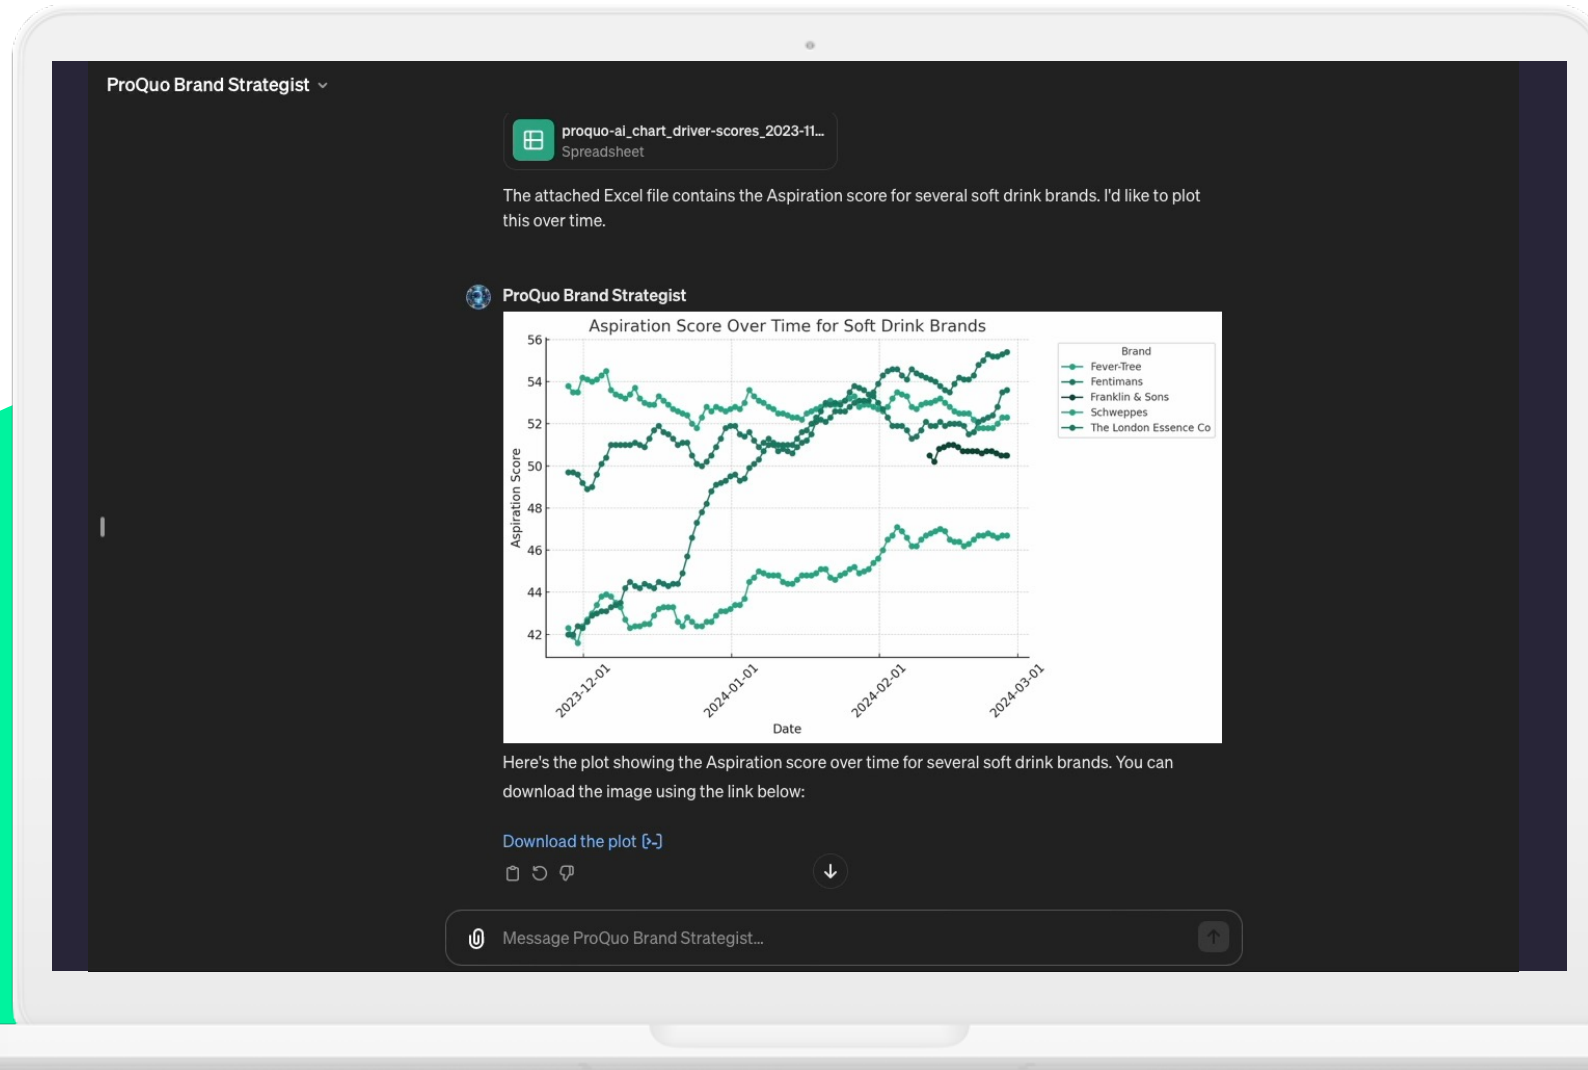 ProQuo Brand Strategist
proquo-ai_chart_driver-scores_2023-11...
Spreadsheet
The attached Excel file contains the Aspiration score for several soft drink brands. I'd like to plot
this over time.
ProQuo Brand Strategist
Aspiration Score Over Time for Soft Drink Brands
56
54
52
50
48
46
44
42
Aspiration Score
2023-12-01
2024-01-01
2024-02-01
2024-03-01
Date
Brand
Fever-Tree
Fentimans
Franklin & Sons
Schweppes
The London Essence Co
Here's the plot showing the Aspiration score over time for several soft drink brands. You can
download the image using the link below:
Download the plot [>-]
Message ProQuo Brand Strategist...